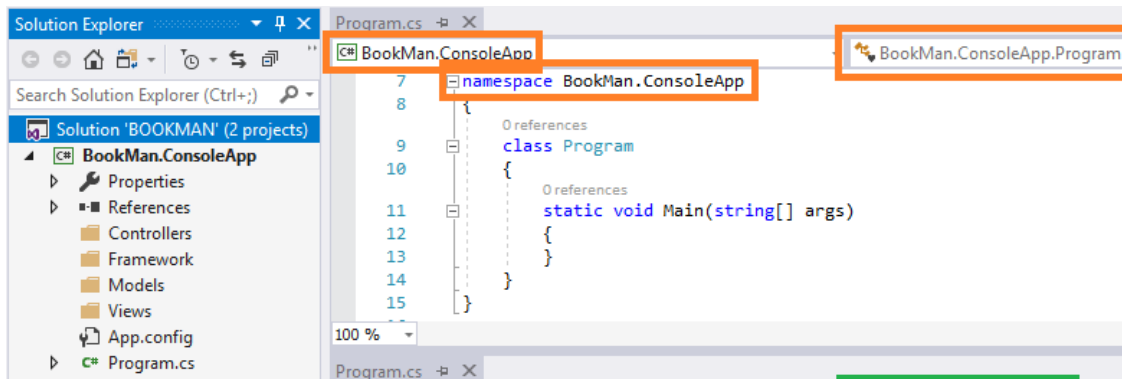 Solution Explorer
Search Solution Explorer (Ctrl+;)
Solution 'BOOKMAN' (2 projects)
C# BookMan.ConsoleApp
Properties
References
Controllers
Framework
Models
Views
App.config
C# Program.cs
Program.cs
C# BookMan.ConsoleApp
BookMan.ConsoleApp.Program
7 namespace BookMan.ConsoleApp
8 {
0 references
9 class Program
10 {
0 references
11 static void Main(string[] args)
12 {
13 }
14 }
15 }
100 %
Program.cs